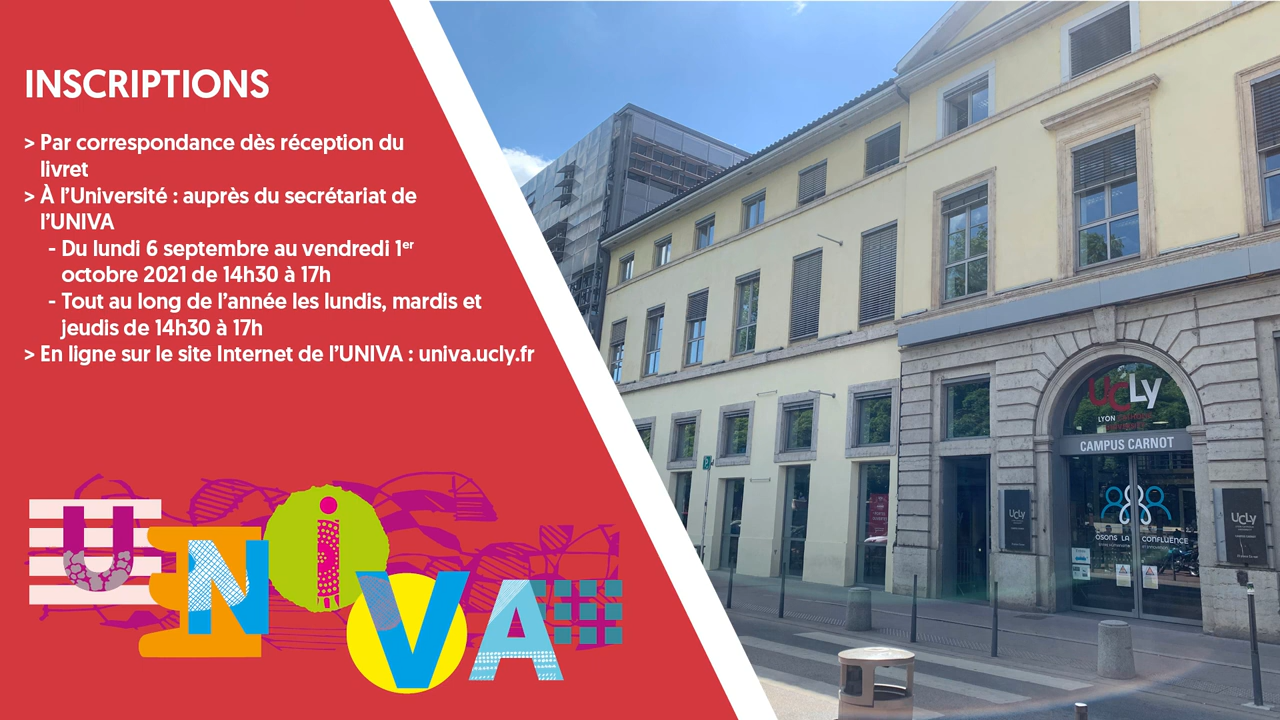 INSCRIPTIONS
> Par correspondance dès réception du
livret
> À l'Université : auprès du secrétariat de
l'UNIVA
- Du lundi 6 septembre au vendredi 1er
octobre 2021 de 14h30 à 17h
- Tout au long de l'année les lundis, mardis et
jeudis de 14h30 à 17h
> En ligne sur le site Internet de l'UNIVA : univa.ucly.fr
UNiVA
UCLy
LYON
CAMPUS CARNOT
OSONS LA CONFLUENCE
UCLy
UCLy